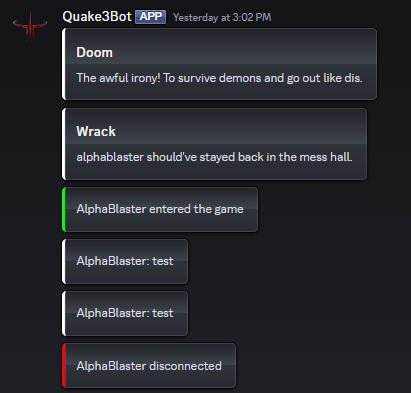 Quake3Bot APP Yesterday at 3:02 PM
Doom
The awful irony! To survive demons and go out like dis.
Wrack
alphablaster should've stayed back in the mess hall.
AlphaBlaster entered the game
AlphaBlaster: test
AlphaBlaster: test
AlphaBlaster disconnected